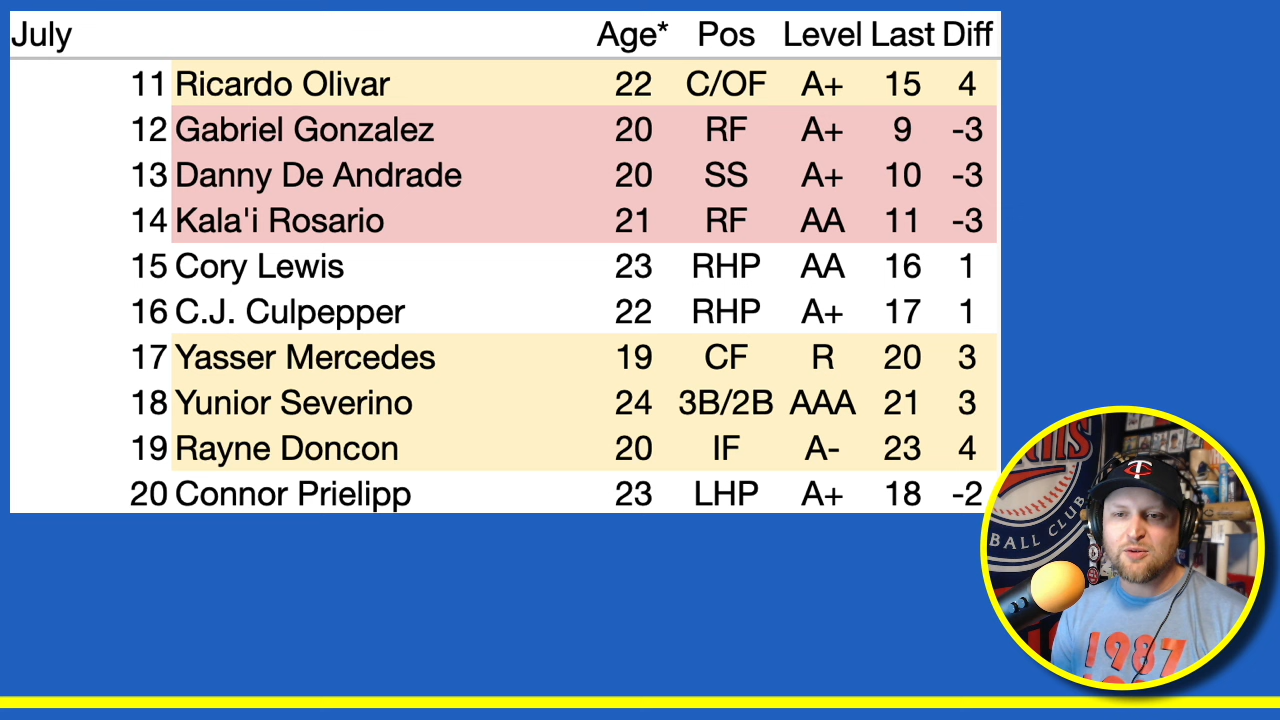 July Age* Pos Level Last Diff
11 Ricardo Olivar 22 C/OF A+ 15 4
12 Gabriel Gonzalez 20 RF A+ 9 -3
13 Danny De Andrade 20 SS A+ 10 -3
14 Kala'i Rosario 21 RF AA 11 -3
15 Cory Lewis 23 RHP AA 16 1
16 C.J. Culpepper 22 RHP A+ 17 1
17 Yasser Mercedes 19 CF R 20 3
18 Yunior Severino 24 3B/2B AAA 21 3
19 Rayne Doncon 20 IF A- 23 4
20 Connor Prielipp 23 LHP A+ 18 -2
BALL CLUB
TC
1987